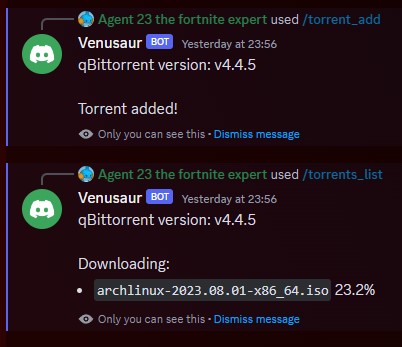 Agent 23 the fortnite expert used /torrent_add
Venusaur BOT Yesterday at 23:56
qBittorrent version: v4.4.5
Torrent added!
Only you can see this • Dismiss message
Agent 23 the fortnite expert used /torrents_list
Venusaur BOT Yesterday at 23:56
qBittorrent version: v4.4.5
Downloading:
• archlinux-2023.08.01-x86_64.iso 23.2%
Only you can see this • Dismiss message